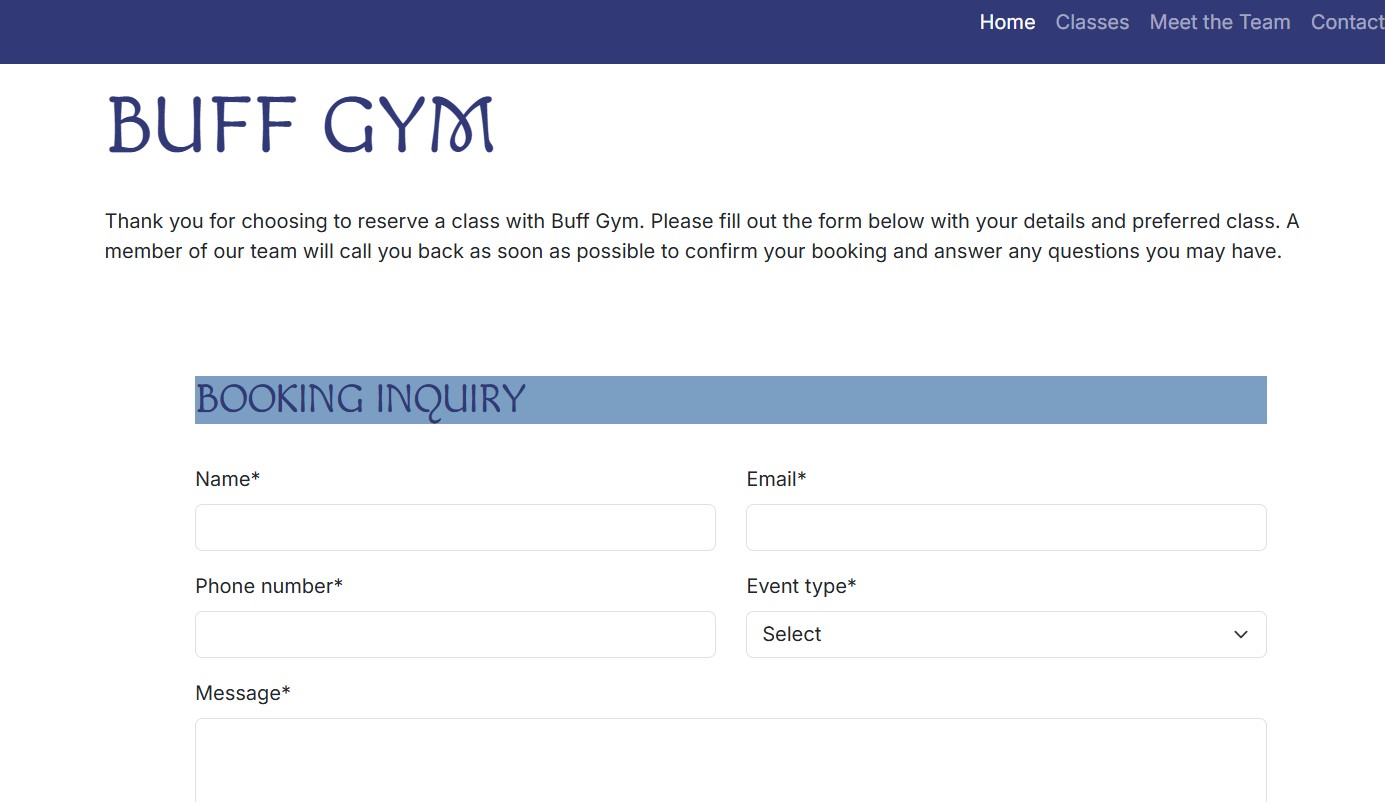 Home Classes Meet the Team Contact
BUFF GYM
Thank you for choosing to reserve a class with Buff Gym. Please fill out the form below with your details and preferred class. A
member of our team will call you back as soon as possible to confirm your booking and answer any questions you may have.
BOOKING INQUIRY
Name* Email*
Phone number* Event type*
Select
Message*